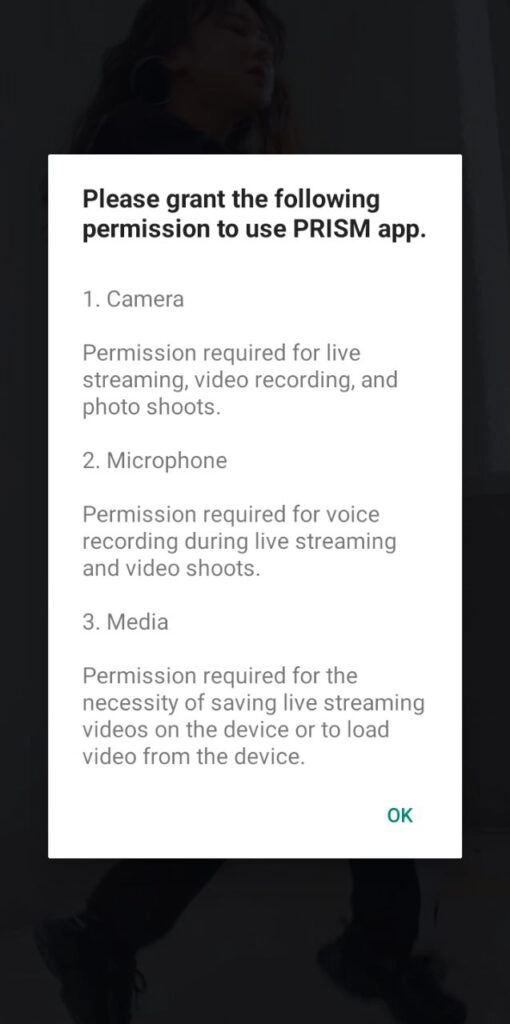 Please grant the following
permission to use PRISM app.
1. Camera
Permission required for live
streaming, video recording, and
photo shoots.
2. Microphone
Permission required for voice
recording during live streaming
and video shoots.
3. Media
Permission required for the
necessity of saving live streaming
videos on the device or to load
video from the device.
OK